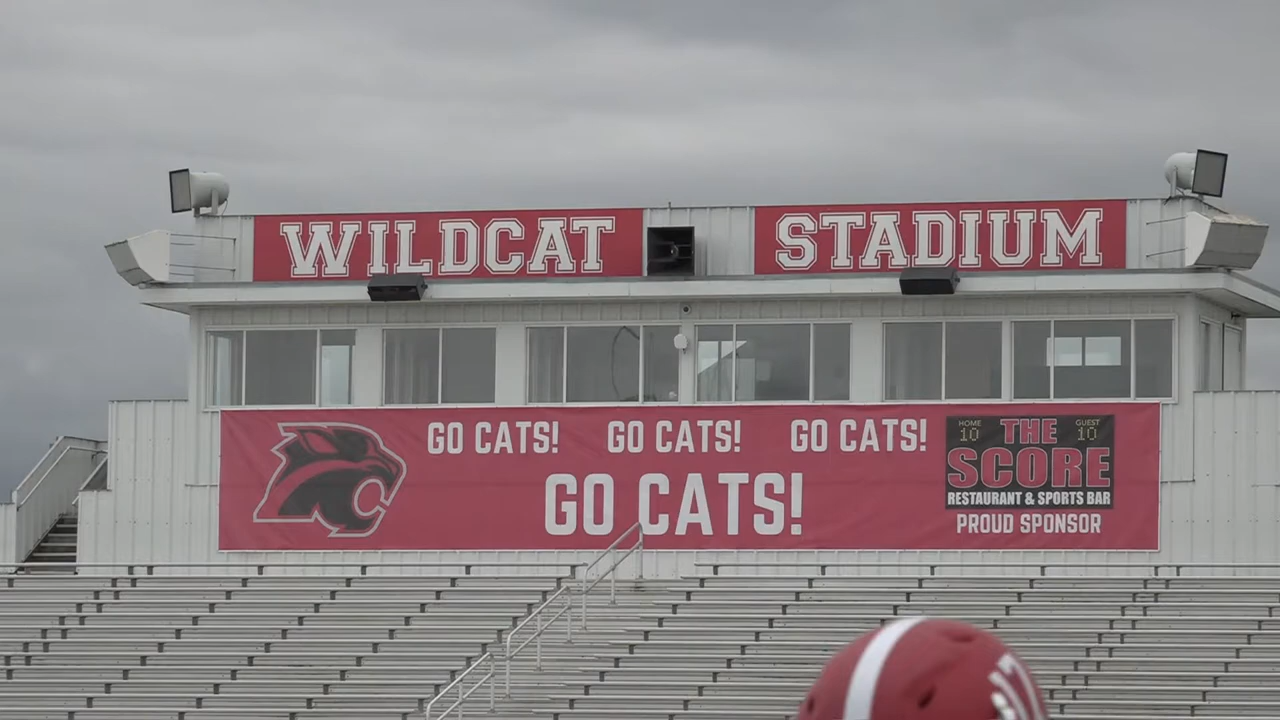 WILDCAT STADIUM
GO CATS! GO CATS! GO CATS!
GO CATS!
HOME
10
GUEST
10
THE
SCORE
RESTAURANT & SPORTS BAR
PROUD SPONSOR